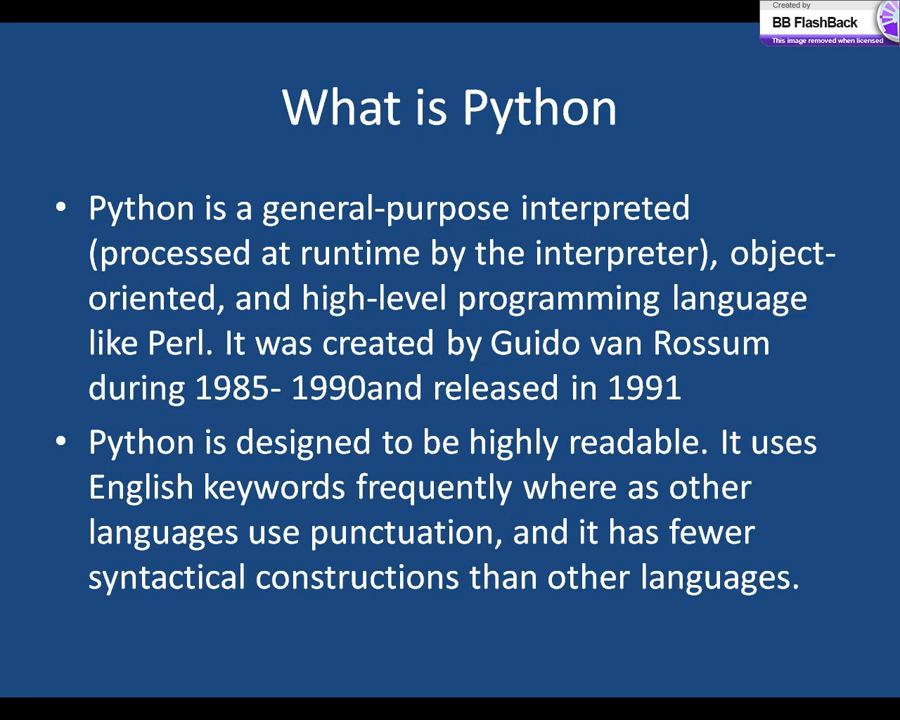 Created by
BB FlashBack
This image removed when licensed
What is Python
• Python is a general-purpose interpreted
(processed at runtime by the interpreter), object-
oriented, and high-level programming language
like Perl. It was created by Guido van Rossum
during 1985- 1990and released in 1991
• Python is designed to be highly readable. It uses
English keywords frequently where as other
languages use punctuation, and it has fewer
syntactical constructions than other languages.